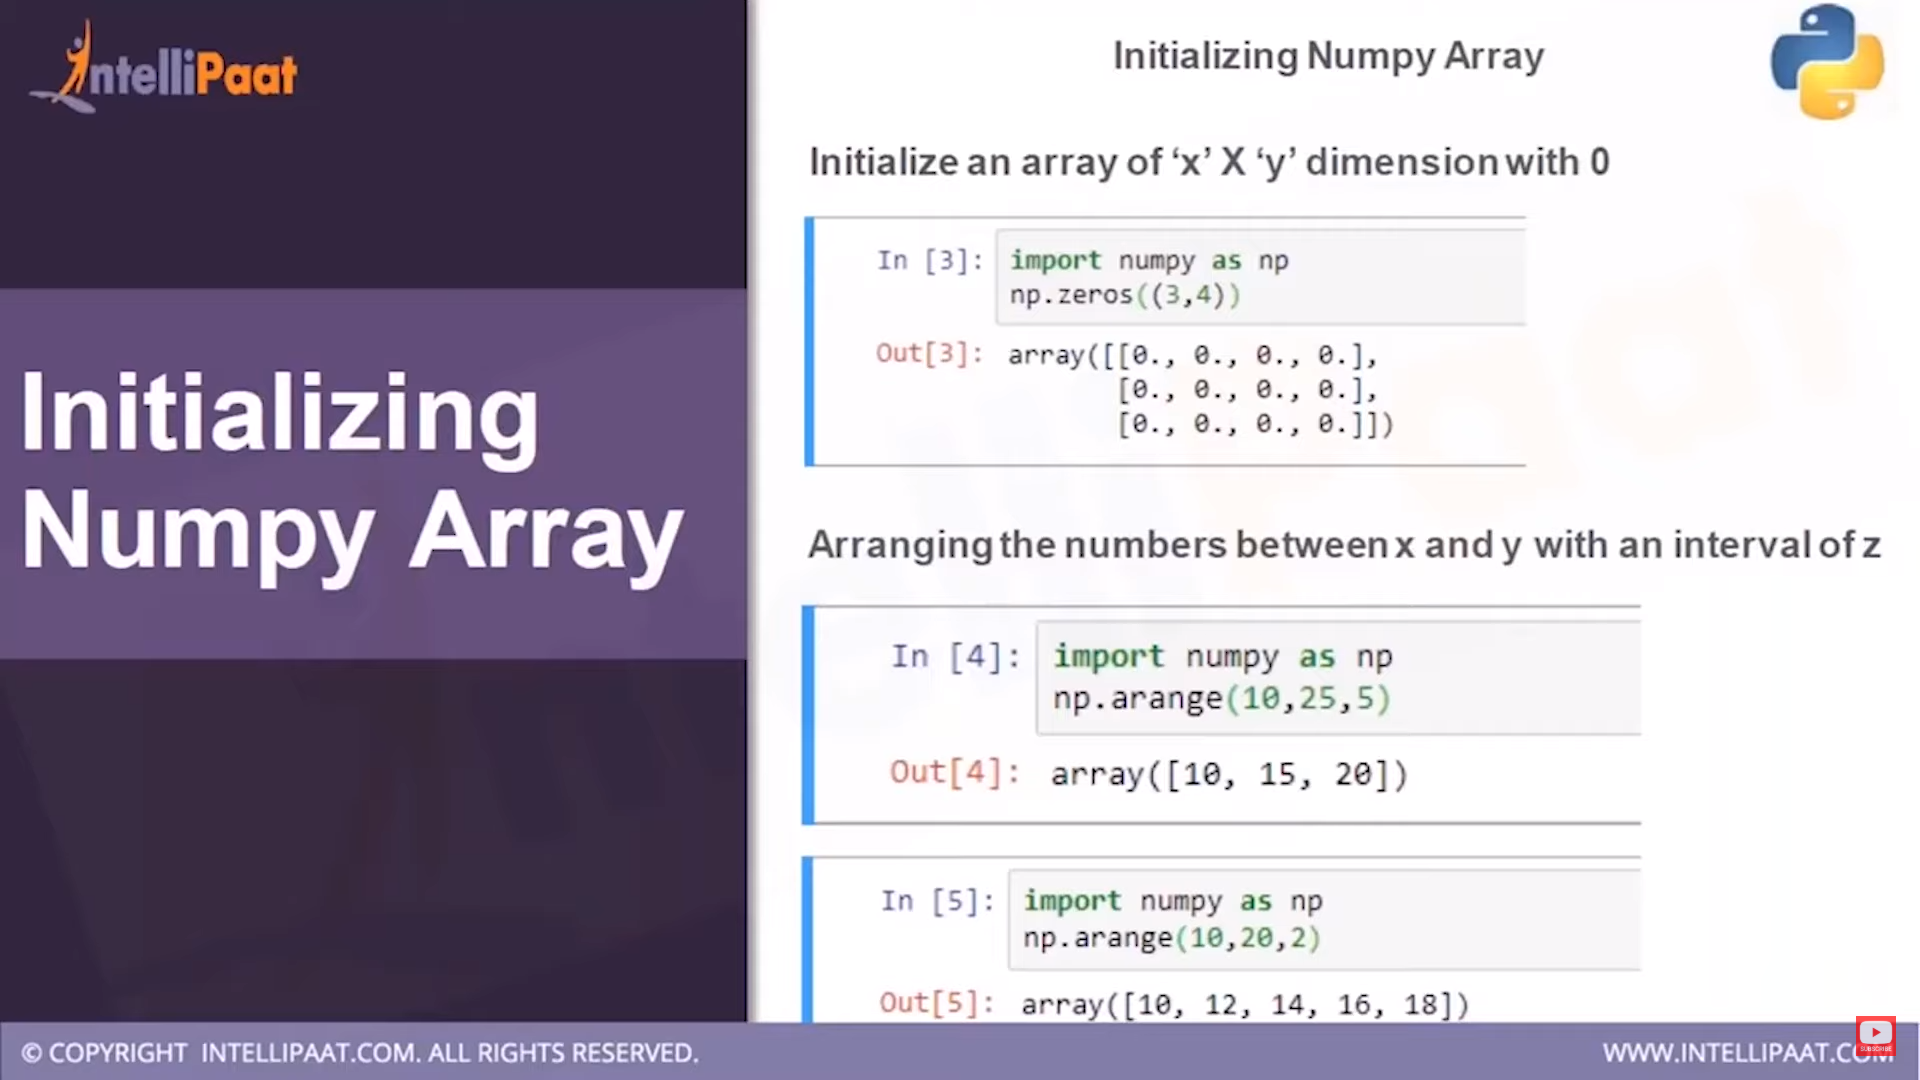 IntelliPaat
Initializing
Numpy Array
Initializing Numpy Array
Initialize an array of ‘x’ X ‘y’ dimension with 0
In [3]: import numpy as np
np.zeros((3,4))
Out[3]: array([[0., 0., 0., 0.],
[0., 0., 0., 0.],
[0., 0., 0., 0.]])
Arranging the numbers between x and y with an interval of z
In [4]: import numpy as np
np.arange(10,25,5)
Out[4]: array([10, 15, 20])
In [5]: import numpy as np
np.arange(10,20,2)
Out[5]: array([10, 12, 14, 16, 18])
© COPYRIGHT INTELLIPAAT.COM. ALL RIGHTS RESERVED.
WWW.INTELLIPAAT.COM
SUBSCRIBE